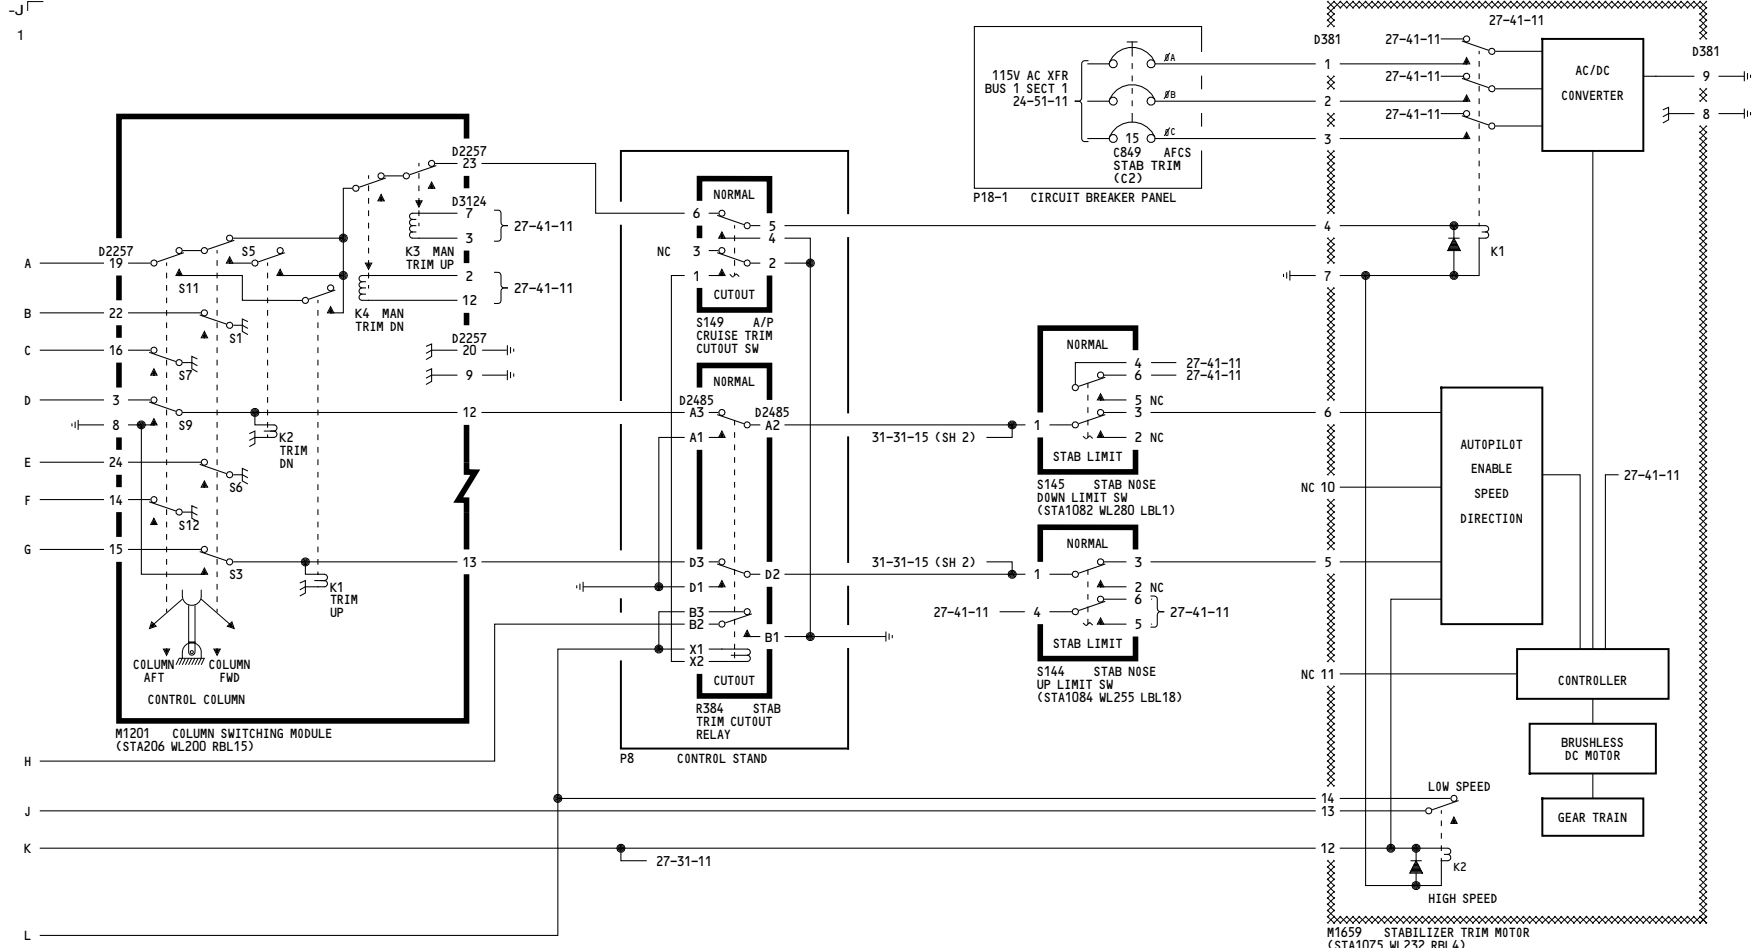 -J
1
A
B
C
D
E
F
G
H
J
K
L
D2257
19
22
16
3
8
24
14
15
S11
S5
S1
S7
S9
K2
TRIM
DN
S6
S12
S3
K1
TRIM
UP
COLUMN
AFT
COLUMN
FWD
CONTROL COLUMN
M1201 COLUMN SWITCHING MODULE
(STA206 WL200 RBL15)
D2257
23
D3124
7
3
27-41-11
K3 MAN
TRIM UP
2
12
27-41-11
K4 MAN
TRIM DN
D2257
20
9
12
13
NORMAL
6
5
4
NC 3
2
1
CUTOUT
S149 A/P
CRUISE TRIM
CUTOUT SW
NORMAL
D2485
A3
D2485
A2
A1
D3
D2
D1
B3
B2
B1
X1
X2
CUTOUT
R384 STAB
TRIM CUTOUT
RELAY
P8 CONTROL STAND
27-31-11
115V AC XFR
BUS 1 SECT 1
24-51-11
ØA
ØB
ØC
15
C849 AFCS
STAB TRIM
(C2)
P18-1 CIRCUIT BREAKER PANEL
NORMAL
4 27-41-11
6 27-41-11
5 NC
3
1
2 NC
STAB LIMIT
31-31-15 (SH 2)
S145 STAB NOSE
DOWN LIMIT SW
(STA1082 WL280 LBL1)
NORMAL
31-31-15 (SH 2)
1
3
2 NC
6
27-41-11 4
27-41-11
5
STAB LIMIT
S144 STAB NOSE
UP LIMIT SW
(STA1084 WL255 LBL18)
27-41-11
D381
1
2
3
4
7
6
NC 10
5
NC 11
14
13
12
27-41-11
27-41-11
27-41-11
AC/DC
CONVERTER
D381
9
8
K1
AUTOPILOT
ENABLE
SPEED
DIRECTION
27-41-11
CONTROLLER
BRUSHLESS
DC MOTOR
GEAR TRAIN
LOW SPEED
K2
HIGH SPEED
M1659 STABILIZER TRIM MOTOR
(STA1075 WL232 RBL4)